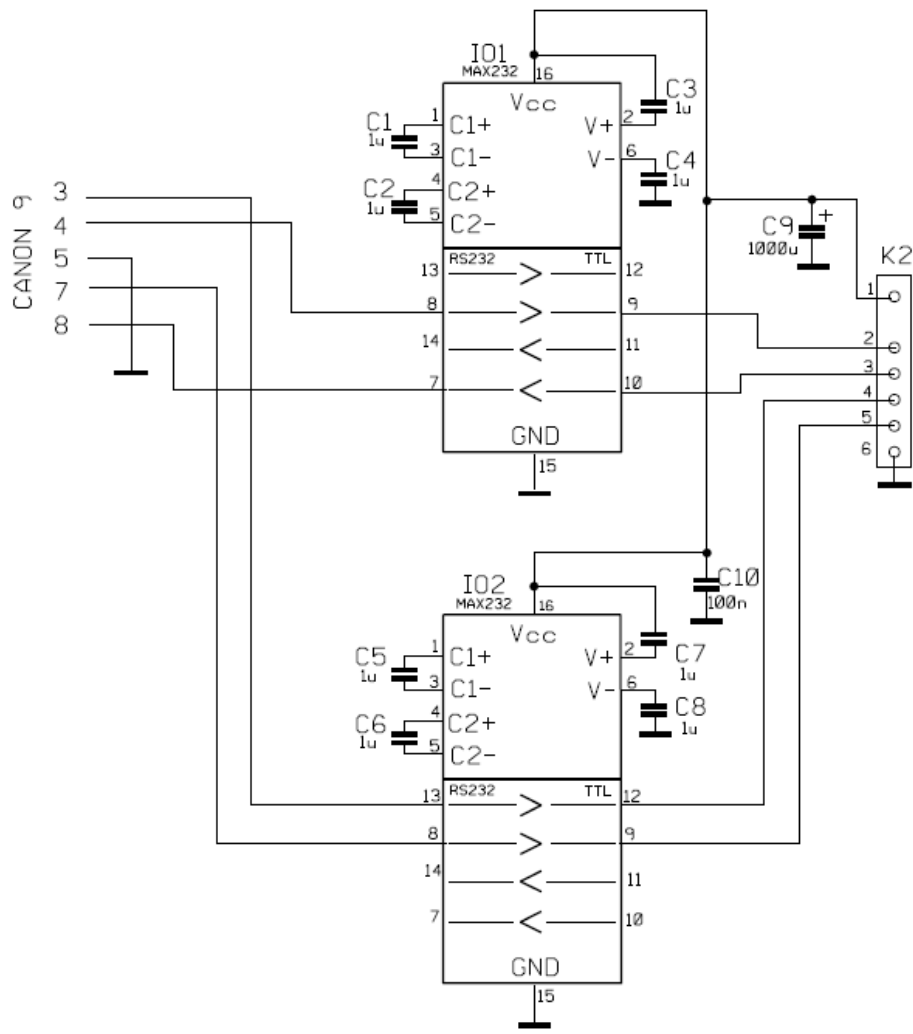 IO1
MAX232
16
Vcc
C1
1u
1
C1+
3
C1-
C2
1u
4
C2+
5
C2-
V+
2
C3
1u
V-
6
C4
1u
CANON 9
3
4
5
7
8
RS232
TTL
13
12
8
9
14
11
7
10
GND
15
C9
+
1000u
K2
1
2
3
4
5
6
IO2
MAX232
16
Vcc
C10
100n
C5
1u
1
C1+
3
C1-
C6
1u
4
C2+
5
C2-
V+
2
C7
1u
V-
6
C8
1u
RS232
TTL
13
12
8
9
14
11
7
10
GND
15